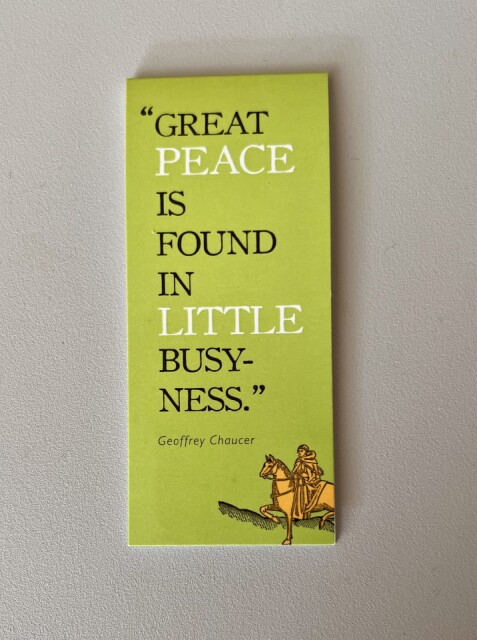 “GREAT
PEACE
IS
FOUND
IN
LITTLE
BUSY-
NESS.”
Geoffrey Chaucer